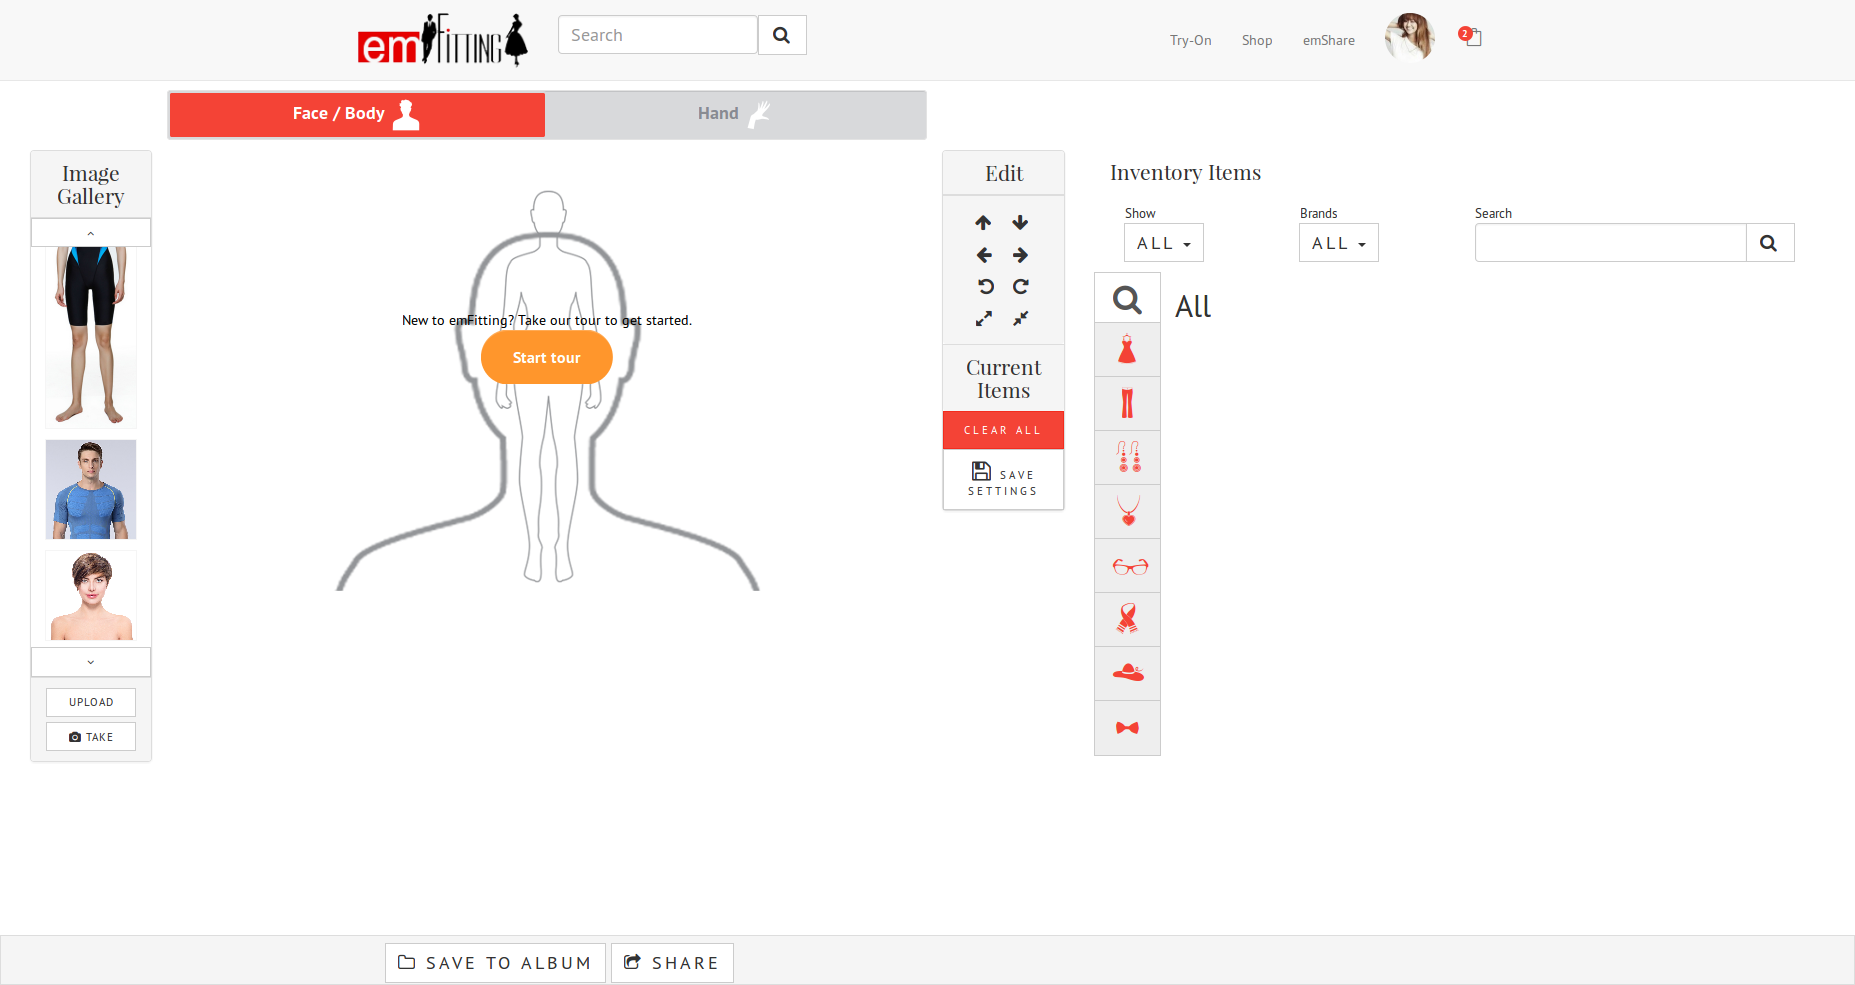 emFitting
Search
Try-On
Shop
emShare
2
Face / Body
Hand
Image
Gallery
UPLOAD
TAKE
New to emFitting? Take our tour to get started.
Start tour
Edit
Current
Items
CLEAR ALL
SAVE
SETTINGS
Inventory Items
Show
Brands
Search
ALL
ALL
All
SAVE TO ALBUM
SHARE